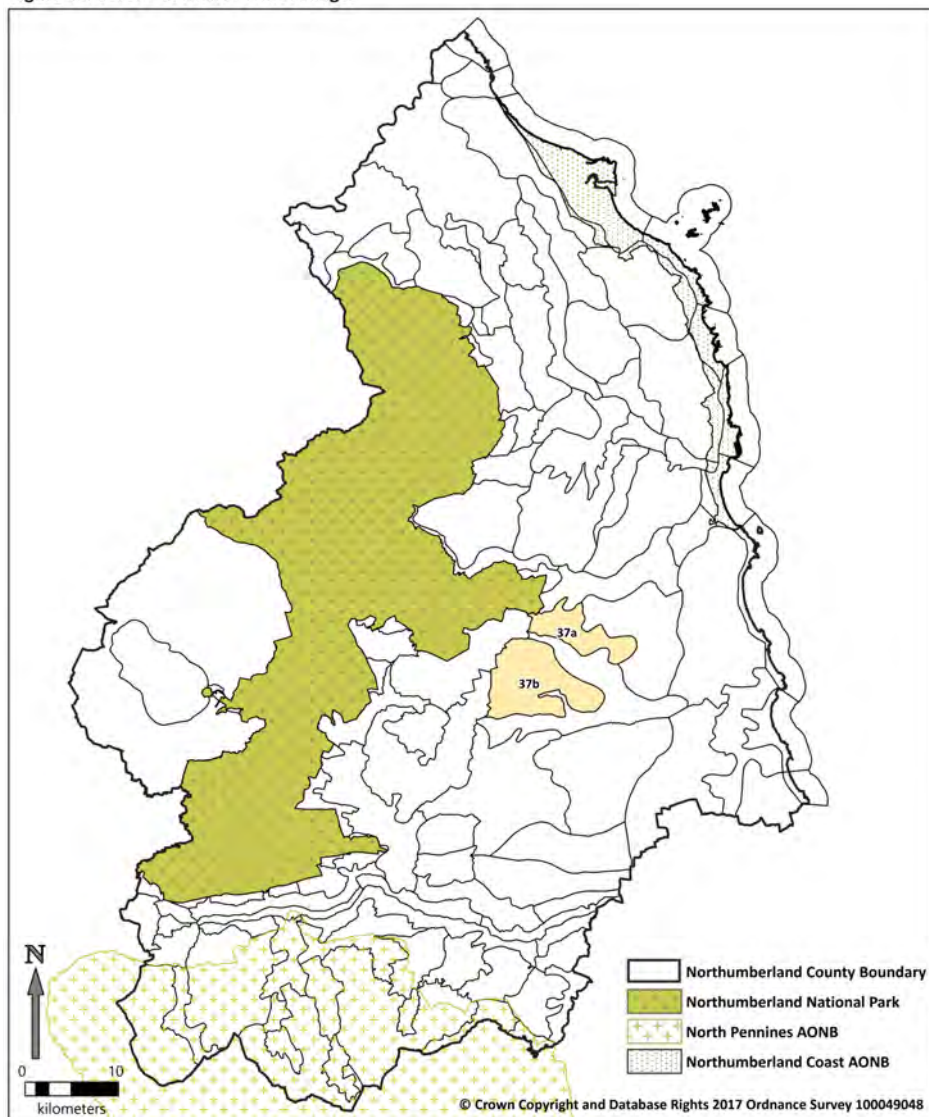 37a
37b
N
0 10
kilometers
Northumberland County Boundary
Northumberland National Park
North Pennines AONB
Northumberland Coast AONB
© Crown Copyright and Database Rights 2017 Ordnance Survey 100049048